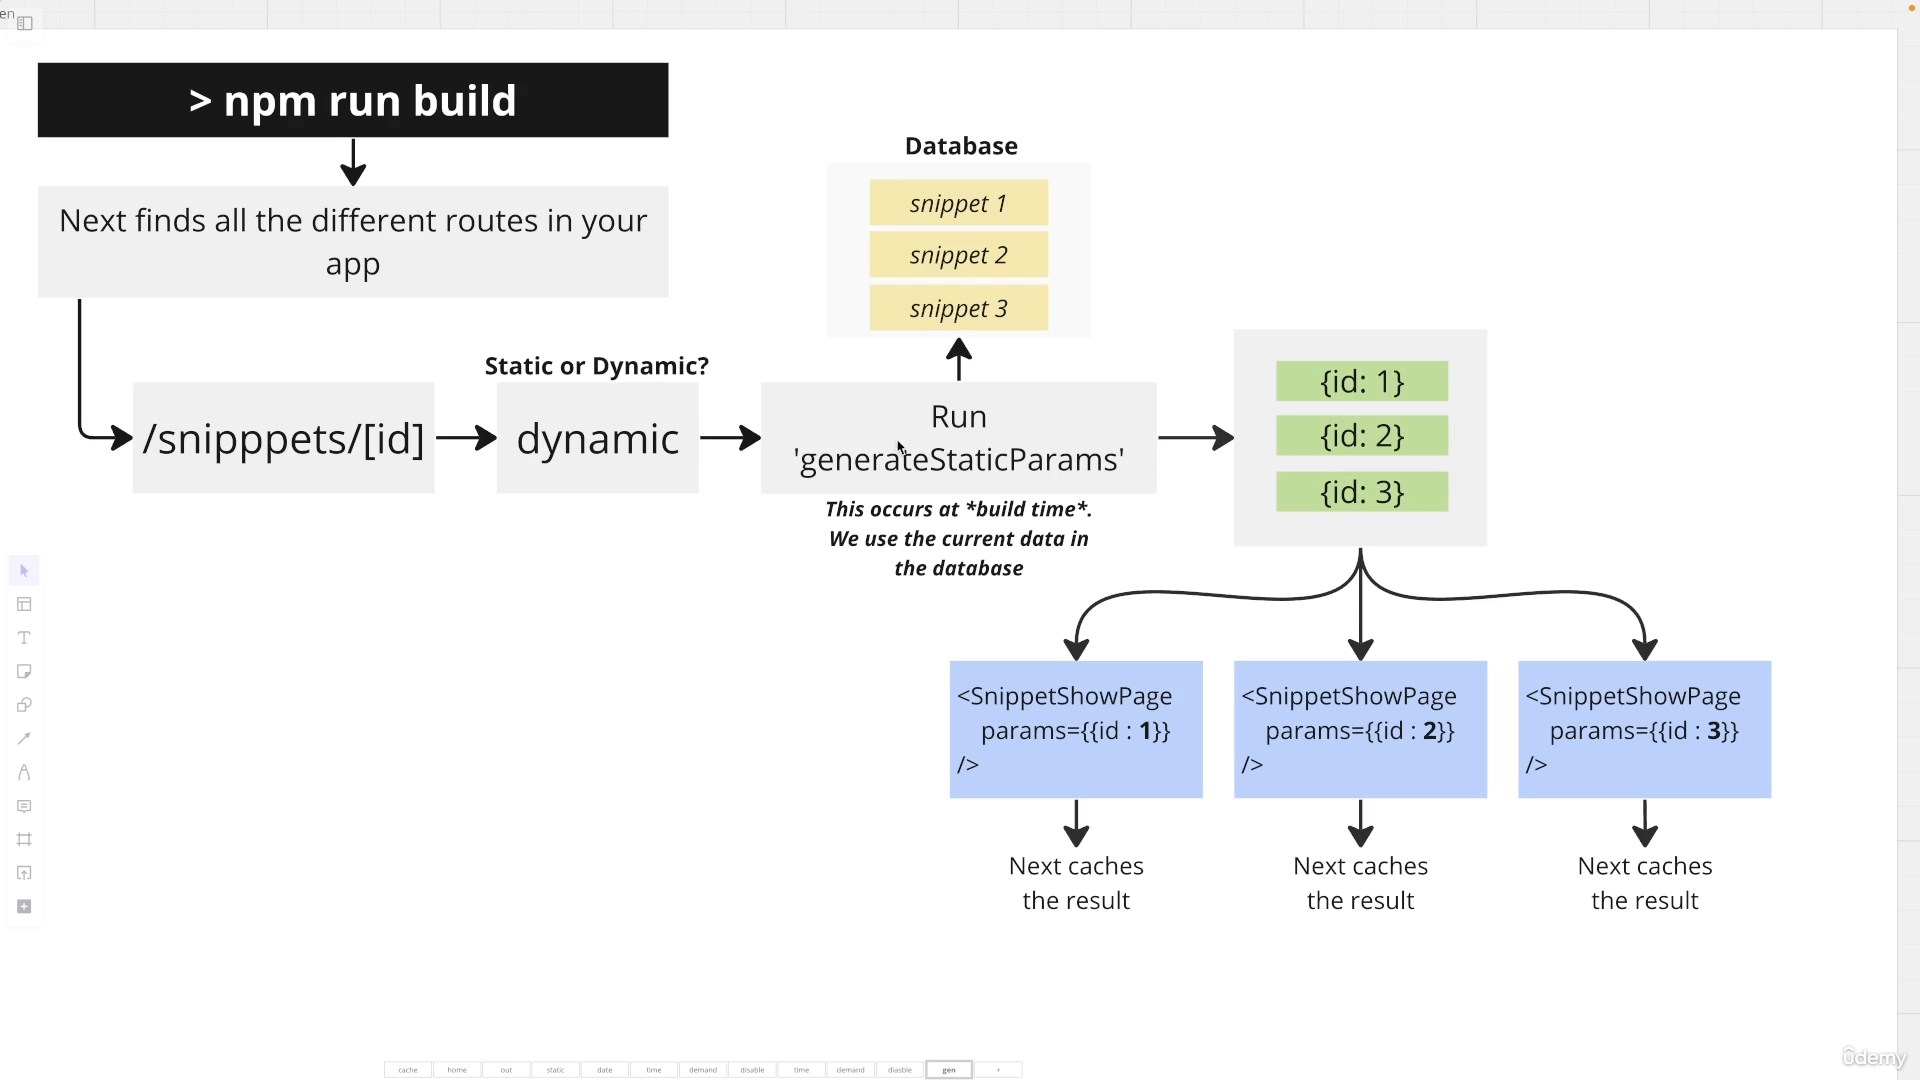 en
> npm run build
Next finds all the different routes in your
app
Database
snippet 1
snippet 2
snippet 3
Static or Dynamic?
/snipppets/[id]
dynamic
Run
'generateStaticParams'
This occurs at *build time*.
We use the current data in
the database
{id: 1}
{id: 2}
{id: 3}
<SnippetShowPage
params={{id : 1}}
/>
<SnippetShowPage
params={{id : 2}}
/>
<SnippetShowPage
params={{id : 3}}
/>
Next caches
the result
Next caches
the result
Next caches
the result
cache home out static date time demand disable time demand diasble gen +
ûdemy